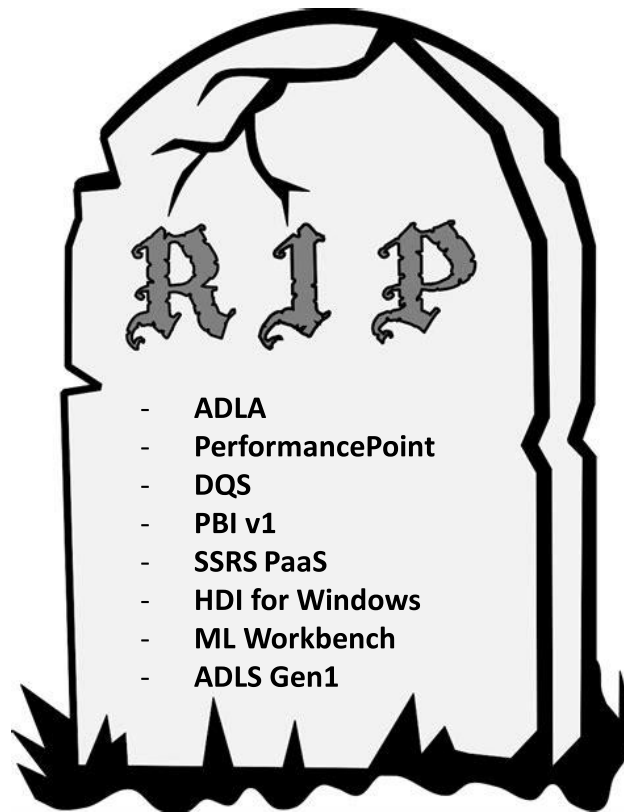 RIP
- ADLA
- PerformancePoint
- DQS
- PBI v1
- SSRS PaaS
- HDI for Windows
- ML Workbench
- ADLS Gen1